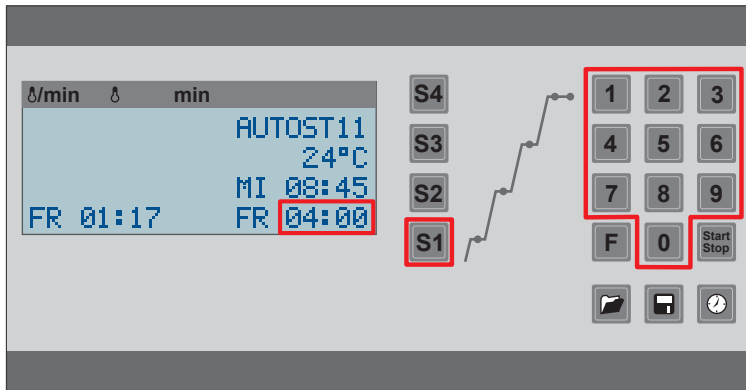 /min min
AUTOST11
24°C
MI 08:45
FR 01:17 FR 04:00
S4
S3
S2
S1
1 2 3
4 5 6
7 8 9
F 0 Start
Stop